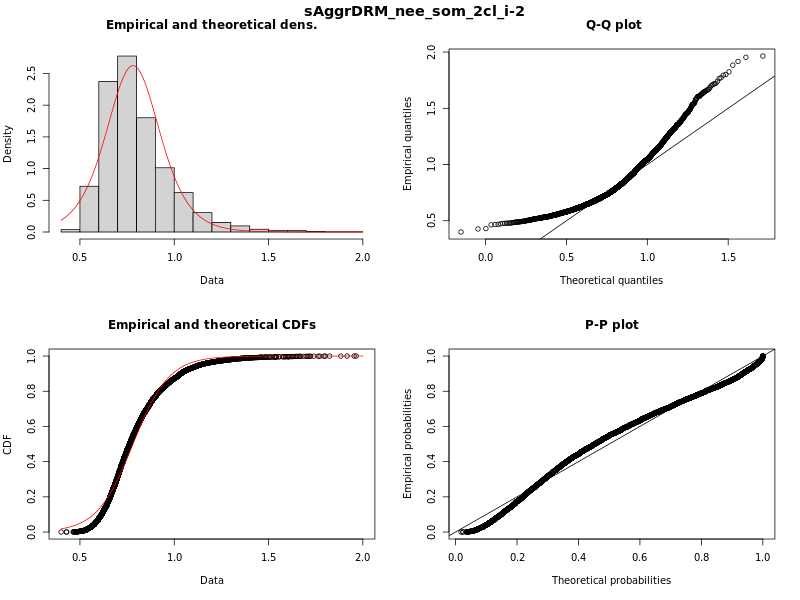 sAggrDRM_nee_som_2cl_i-2
Empirical and theoretical dens.
Density
0.0 0.5 1.0 1.5 2.0 2.5
0.5 1.0 1.5 2.0
Data
Q-Q plot
Empirical quantiles
0.5 1.0 1.5 2.0
0.0 0.5 1.0 1.5
Theoretical quantiles
Empirical and theoretical CDFs
CDF
0.0 0.2 0.4 0.6 0.8 1.0
0.5 1.0 1.5 2.0
Data
P-P plot
Empirical probabilities
0.0 0.2 0.4 0.6 0.8 1.0
0.0 0.2 0.4 0.6 0.8 1.0
Theoretical probabilities